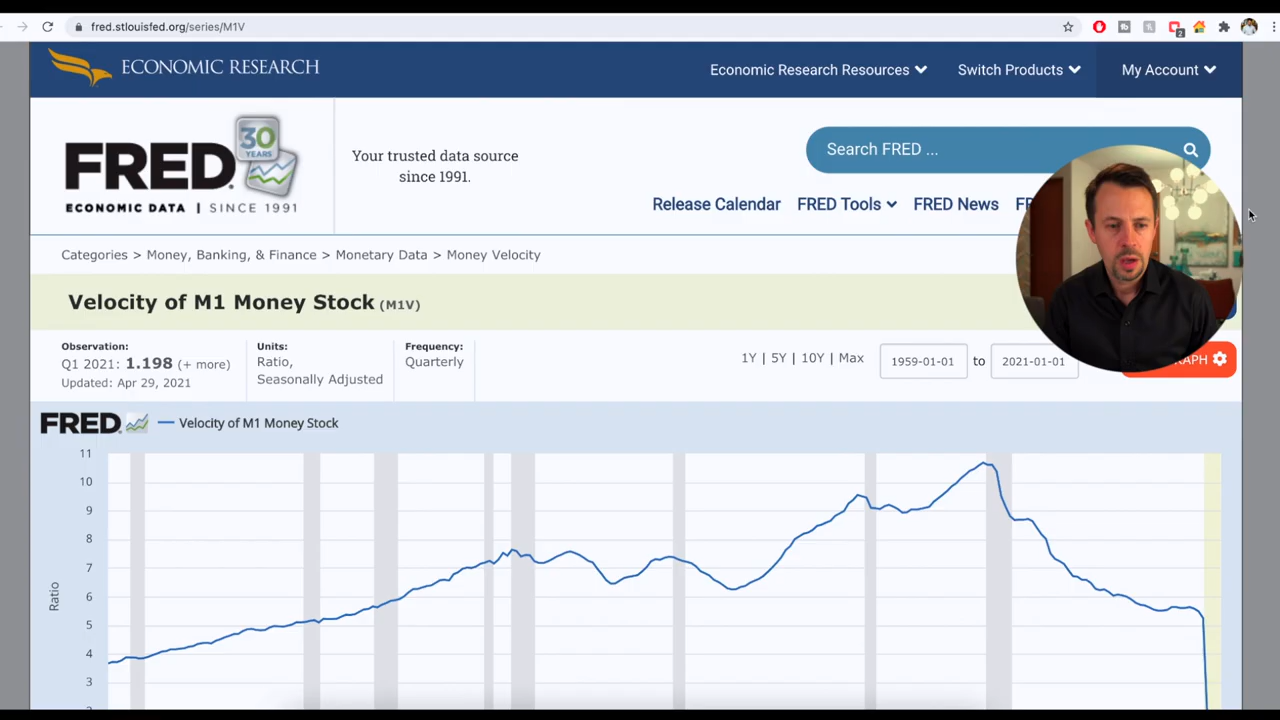 fred.stlouisfed.org/series/M1V
2
ECONOMIC RESEARCH
Economic Research Resources
Switch Products
My Account
30
YEARS
FRED
ECONOMIC DATA | SINCE 1991
Your trusted data source
since 1991.
Search FRED ...
Release Calendar
FRED Tools
FRED News
Categories > Money, Banking, & Finance > Monetary Data > Money Velocity
Velocity of M1 Money Stock (M1V)
Observation:
Q1 2021: 1.198 (+ more)
Updated: Apr 29, 2021
Units:
Ratio,
Seasonally Adjusted
Frequency:
Quarterly
1Y | 5Y | 10Y | Max
1959-01-01 to 2021-01-01
FRED
Velocity of M1 Money Stock
11
10
9
8
7
6
5
4
3
Ratio